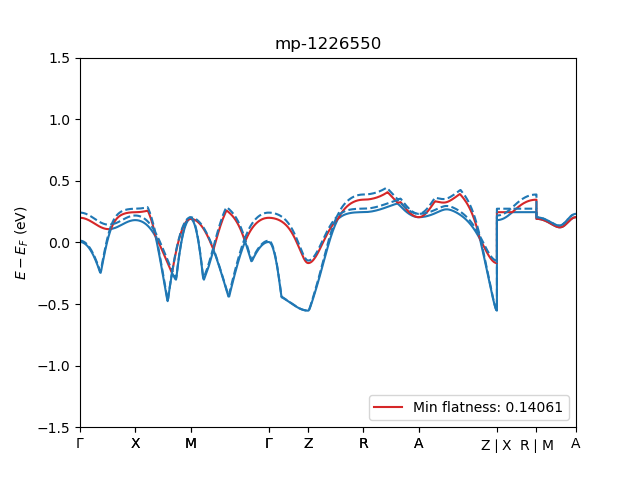 mp-1226550
1.5
1.0
0.5
0.0
−0.5
−1.0
−1.5
E − E_F (eV)
Γ X M Γ Z R A Z | X R | M A
Min flatness: 0.14061